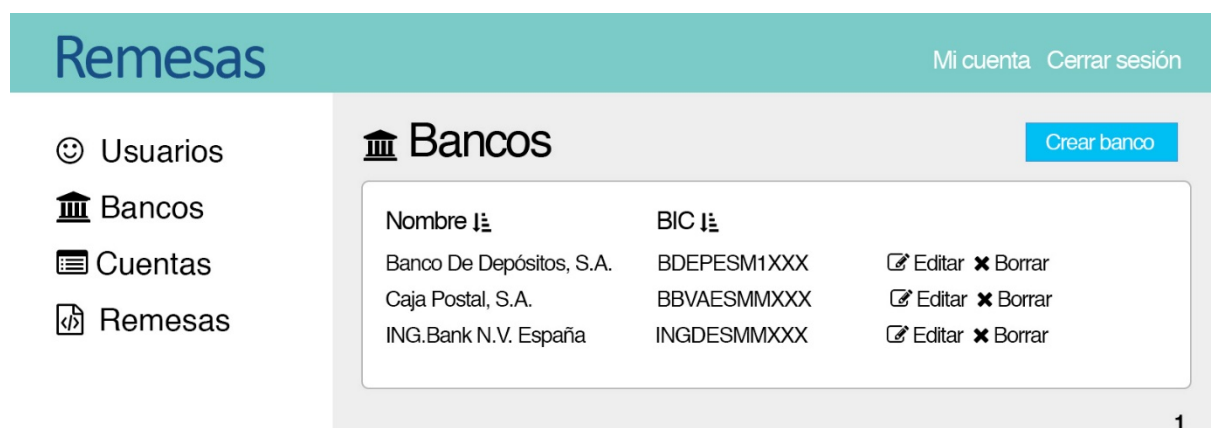 Remesas
Mi cuenta Cerrar sesión
Usuarios
Bancos
Cuentas
Remesas
Bancos
Crear banco
Nombre BIC
Banco De Depósitos, S.A. BDEPESM1XXX Editar Borrar
Caja Postal, S.A. BBVAESMMXXX Editar Borrar
ING.Bank N.V. España INGDESMMXXX Editar Borrar
1